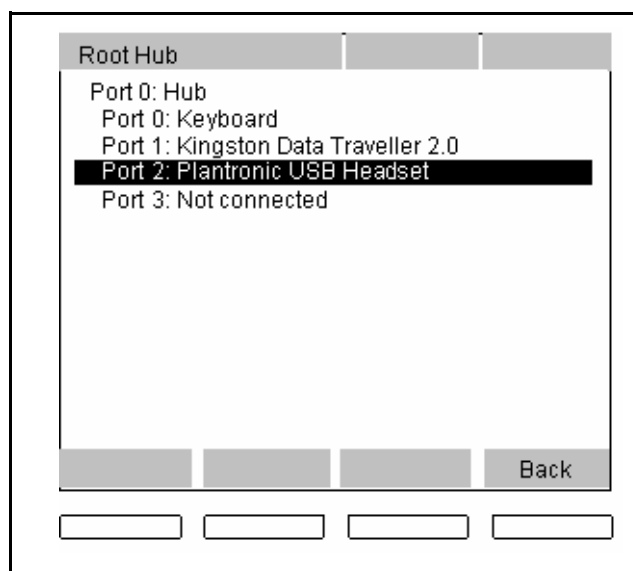 Root Hub
Port 0: Hub
Port 0: Keyboard
Port 1: Kingston Data Traveller 2.0
Port 2: Plantronic USB Headset
Port 3: Not connected
Back